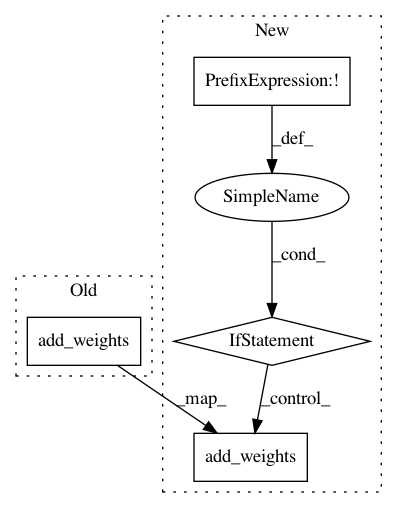 New
PrefixExpression:!
_def_
SimpleName
_cond_
Old
add_weights
IfStatement
_map_
_control_
add_weights